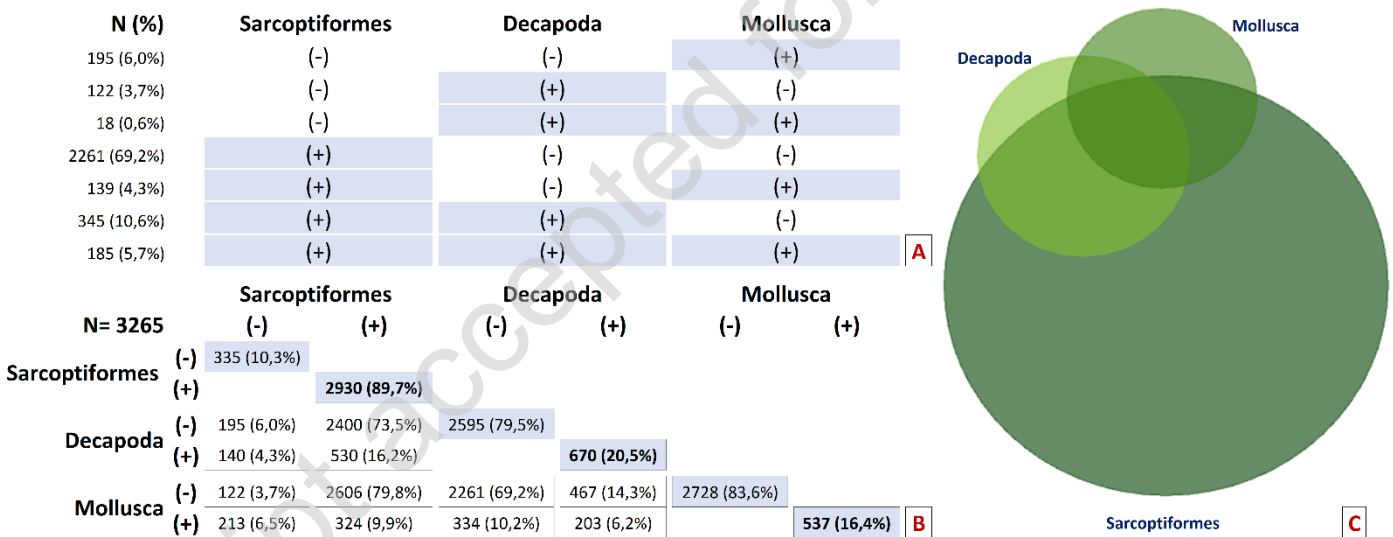 N (%) Sarcoptiformes Decapoda Mollusca
195 (6,0%) (-) (-) (+)
122 (3,7%) (-) (+) (-)
18 (0,6%) (-) (+) (+)
2261 (69,2%) (+) (-) (-)
139 (4,3%) (+) (-) (+)
345 (10,6%) (+) (+) (-)
185 (5,7%) (+) (+) (+)
A
Sarcoptiformes Decapoda Mollusca
N= 3265 (-) (+) (-) (+) (-) (+)
Sarcoptiformes
(-) 335 (10,3%)
(+) 2930 (89,7%)
Decapoda
(-) 195 (6,0%) 2400 (73,5%) 2595 (79,5%)
(+) 140 (4,3%) 530 (16,2%) 670 (20,5%)
Mollusca
(-) 122 (3,7%) 2606 (79,8%) 2261 (69,2%) 467 (14,3%) 2728 (83,6%)
(+) 213 (6,5%) 324 (9,9%) 334 (10,2%) 203 (6,2%) 537 (16,4%)
B
Mollusca
Decapoda
Sarcoptiformes
C
accepted